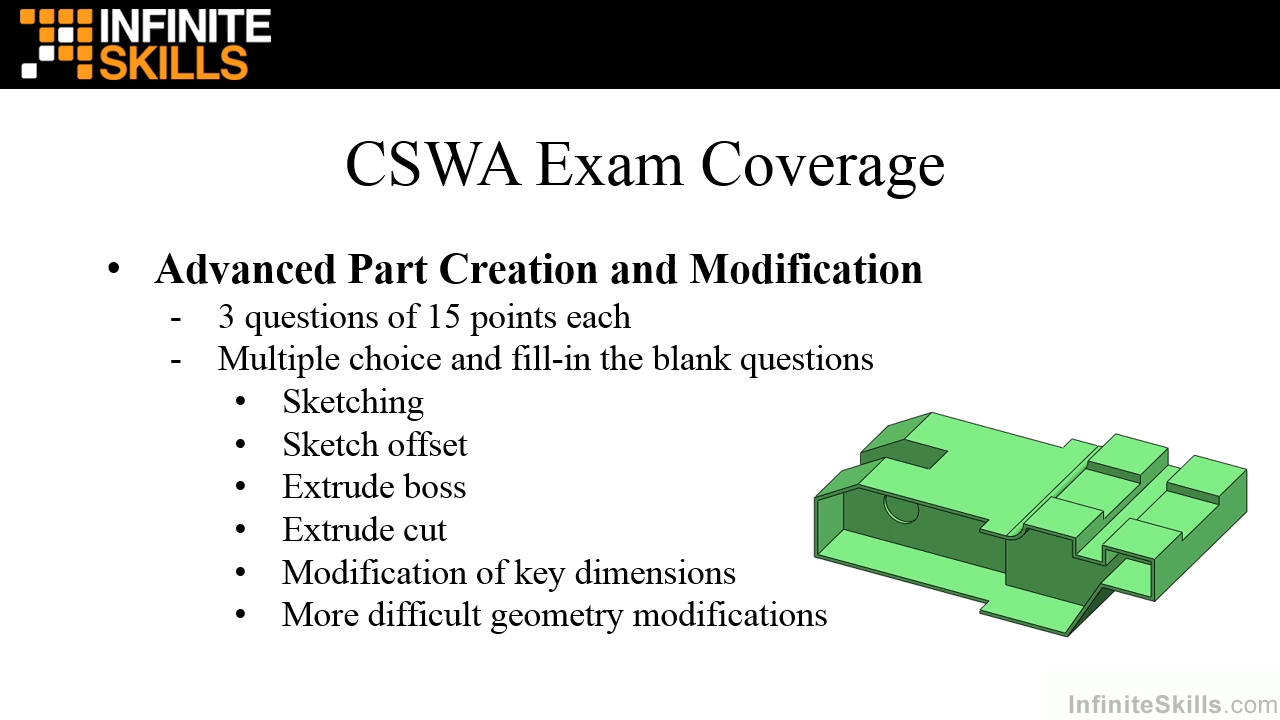 INFINITE
SKILLS
CSWA Exam Coverage
• Advanced Part Creation and Modification
- 3 questions of 15 points each
- Multiple choice and fill-in the blank questions
• Sketching
• Sketch offset
• Extrude boss
• Extrude cut
• Modification of key dimensions
• More difficult geometry modifications
InfiniteSkills.com